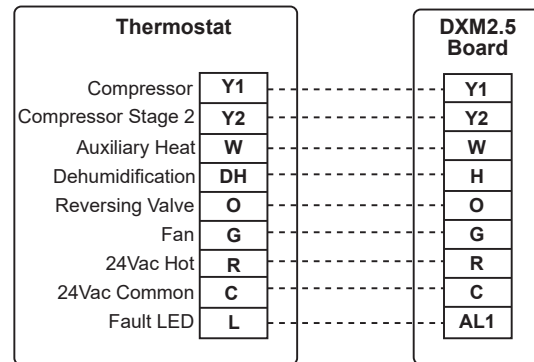 Thermostat DXM2.5
Board
Compressor Y1 Y1
Compressor Stage 2 Y2 Y2
Auxiliary Heat W W
Dehumidification DH H
Reversing Valve O O
Fan G G
24Vac Hot R R
24Vac Common C C
Fault LED L AL1